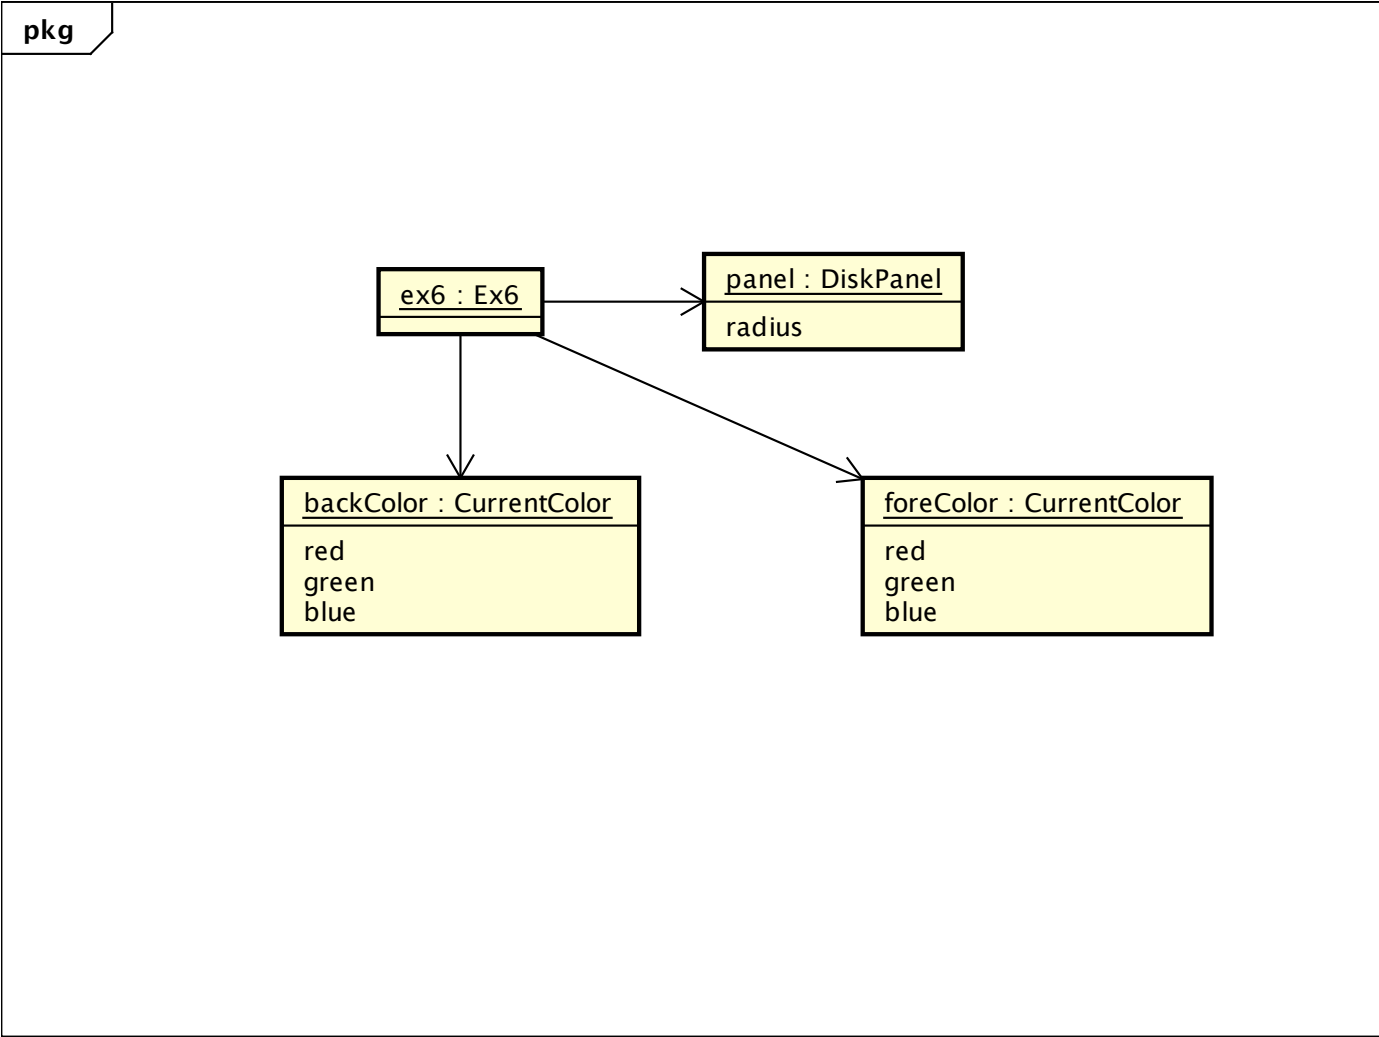 pkg
ex6 : Ex6
panel : DiskPanel
radius
backColor : CurrentColor
red
green
blue
foreColor : CurrentColor
red
green
blue